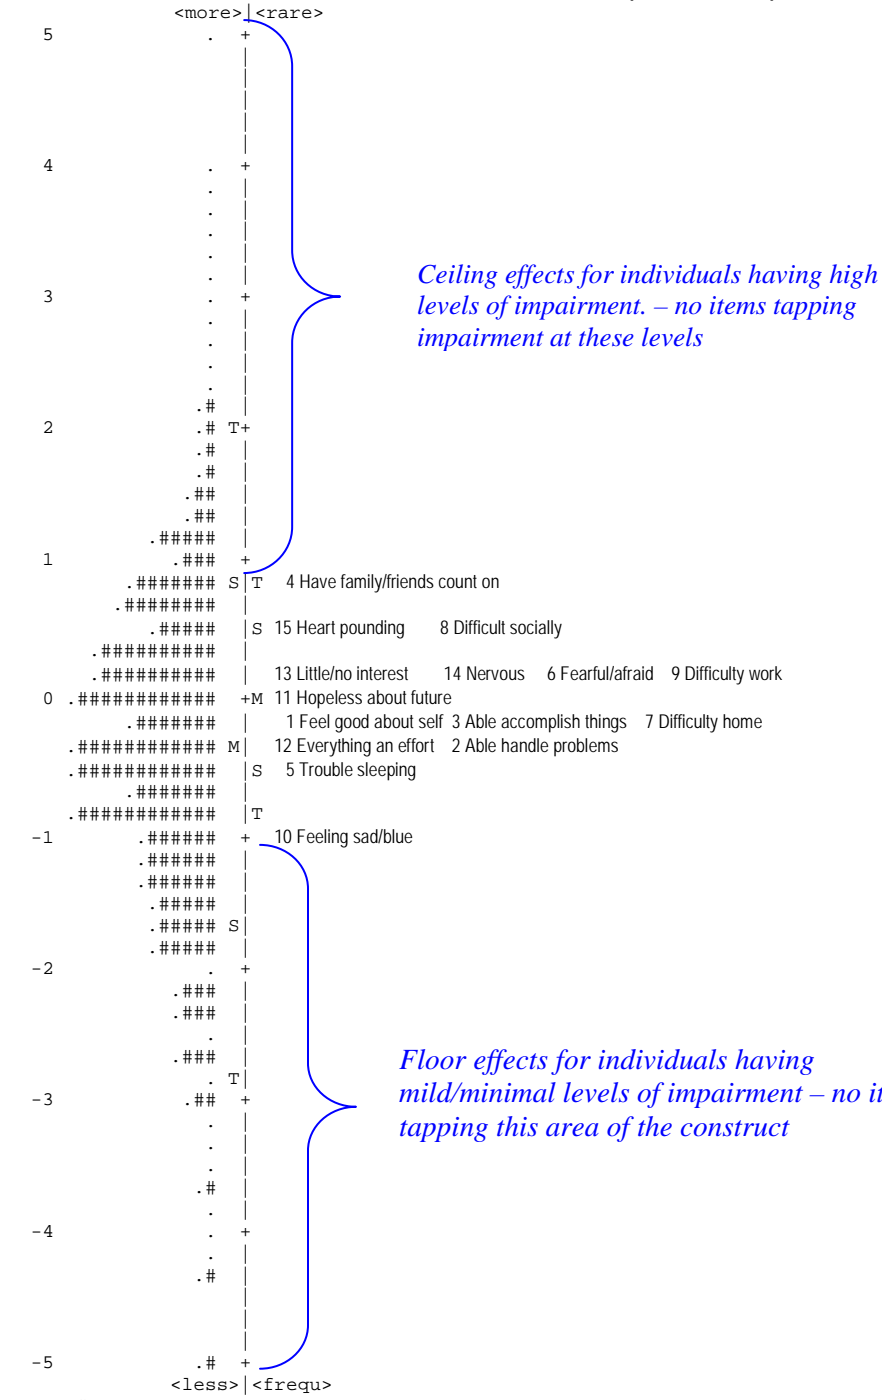 <more>|<rare>
5 . +
|
|
|
|
|
4 . +
. |
. |
. |
. |
. |
3 . +
. |
. |
. |
. |
.# |
2 .# T+
.# |
.# |
.## |
.## |
.##### |
1 .### +
.####### S|T 4 Have family/friends count on
.######## |
.##### |S 15 Heart pounding 8 Difficult socially
.########## |
.########## | 13 Little/no interest 14 Nervous 6 Fearful/afraid 9 Difficulty work
0 .############ +M 11 Hopeless about future
.####### | 1 Feel good about self 3 Able accomplish things 7 Difficulty home
.############ M| 12 Everything an effort 2 Able handle problems
.############ |S 5 Trouble sleeping
.####### |
.############ |T
-1 .###### + 10 Feeling sad/blue
.###### |
.###### |
.##### |
.##### S|
.##### |
-2 . +
.### |
.### |
. |
.### |
. T|
-3 .## +
. |
. |
. |
.# |
. |
-4 . +
. |
.# |
|
|
|
-5 .# +
<less>|<frequ>
Ceiling effects for individuals having high
levels of impairment. – no items tapping
impairment at these levels
Floor effects for individuals having
mild/minimal levels of impairment – no
tapping this area of the construct